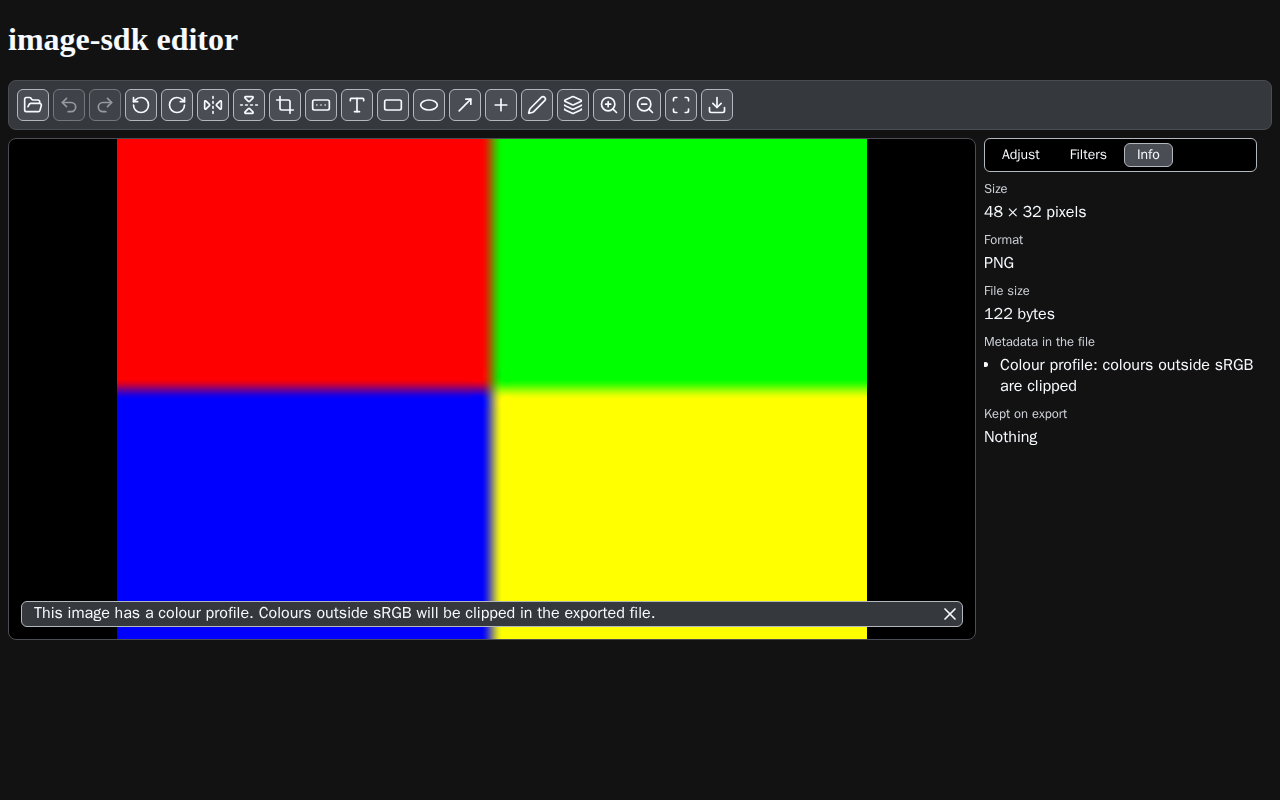 image-sdk editor
Adjust Filters Info
Size
48 × 32 pixels
Format
PNG
File size
122 bytes
Metadata in the file
• Colour profile: colours outside sRGB
are clipped
Kept on export
Nothing
This image has a colour profile. Colours outside sRGB will be clipped in the exported file.